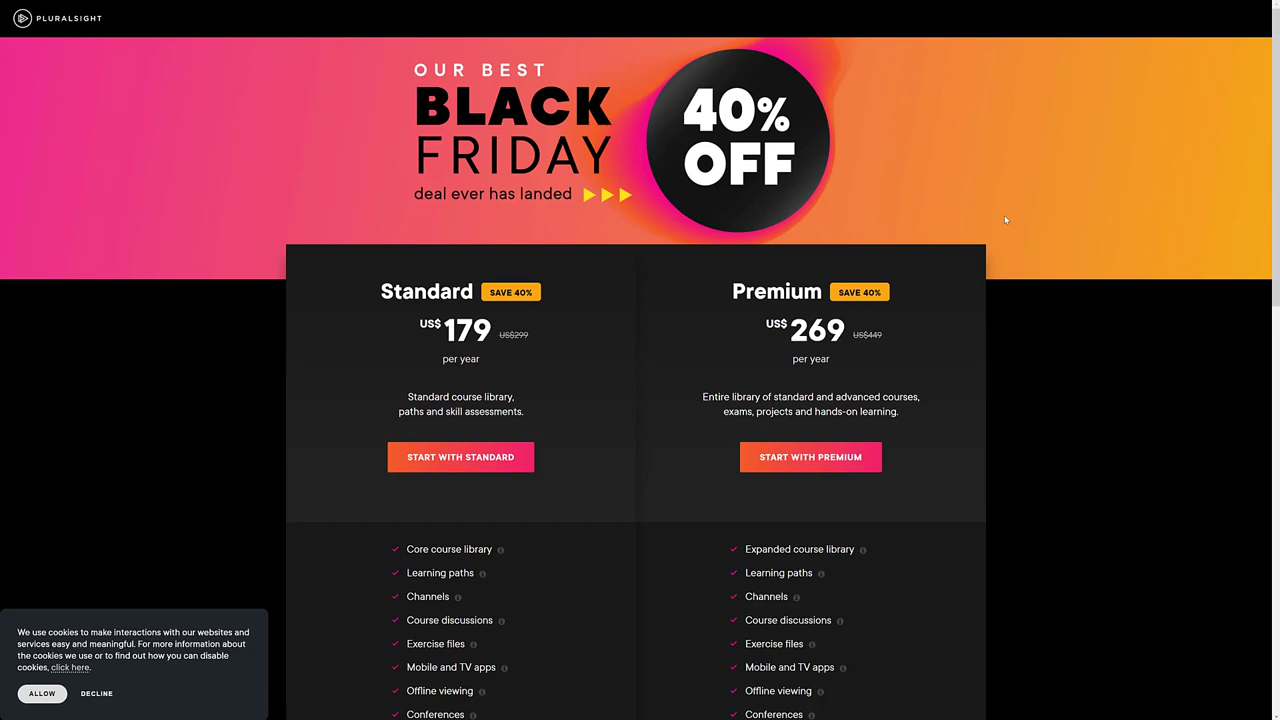 PLURALSIGHT
OUR BEST
BLACK
FRIDAY
deal ever has landed
40%
OFF
Standard SAVE 40%
US$ 179 US$299
per year
Standard course library,
paths and skill assessments.
START WITH STANDARD
Core course library
Learning paths
Channels
Course discussions
Exercise files
Mobile and TV apps
Offline viewing
Conferences
Premium SAVE 40%
US$ 269 US$449
per year
Entire library of standard and advanced courses,
exams, projects and hands-on learning.
START WITH PREMIUM
Expanded course library
Learning paths
Channels
Course discussions
Exercise files
Mobile and TV apps
Offline viewing
Conferences
We use cookies to make interactions with our websites and
services easy and meaningful. For more information about
the cookies we use or to find out how you can disable
cookies, click here.
ALLOW DECLINE